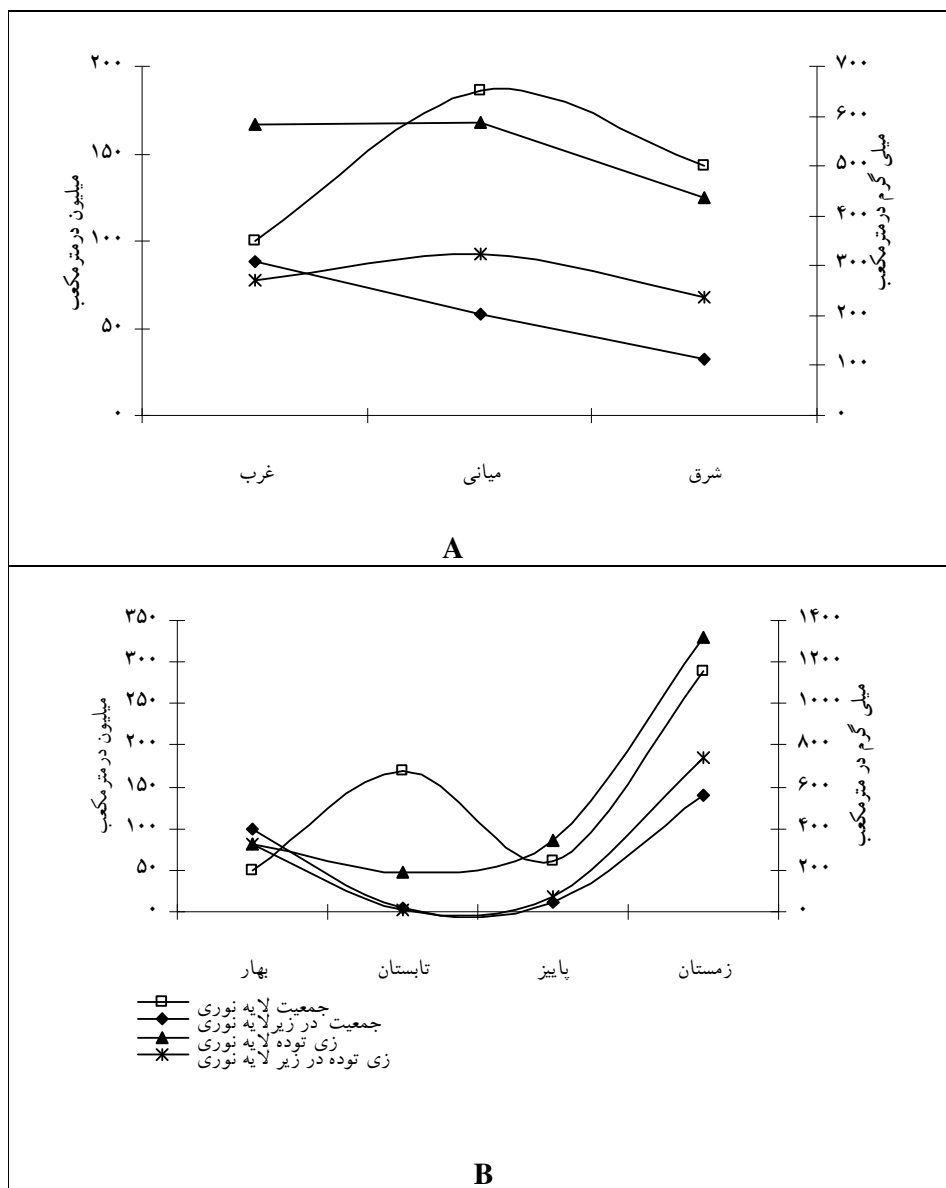 میلیون درمترمکعب
۲۰۰
۱۵۰
۱۰۰
۵۰
۰
میلی گرم درمترمکعب
۷۰۰
۶۰۰
۵۰۰
۴۰۰
۳۰۰
۲۰۰
۱۰۰
۰
غرب میانی شرق
A
میلیون درمترمکعب
۳۵۰
۳۰۰
۲۵۰
۲۰۰
۱۵۰
۱۰۰
۵۰
۰
میلی گرم در مترمکعب
۱۴۰۰
۱۲۰۰
۱۰۰۰
۸۰۰
۶۰۰
۴۰۰
۲۰۰
۰
بهار تابستان پاییز زمستان
جمعیت لایه نوری
جمعیت در زیرلایه نوری
زی توده لایه نوری
زی توده در زیر لایه نوری
B